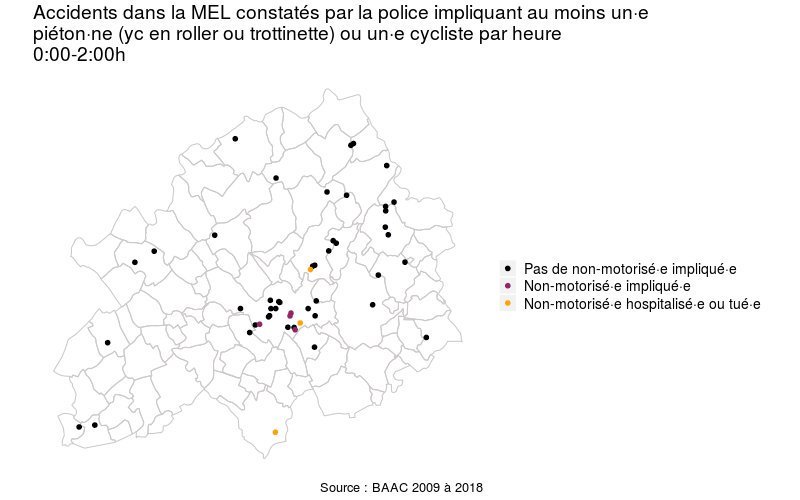 Accidents dans la MEL constatés par la police impliquant au moins un·e
piéton·ne (yc en roller ou trottinette) ou un·e cycliste par heure
0:00-2:00h
Pas de non-motorisé·e impliqué·e
Non-motorisé·e impliqué·e
Non-motorisé·e hospitalisé·e ou tué·e
Source : BAAC 2009 à 2018